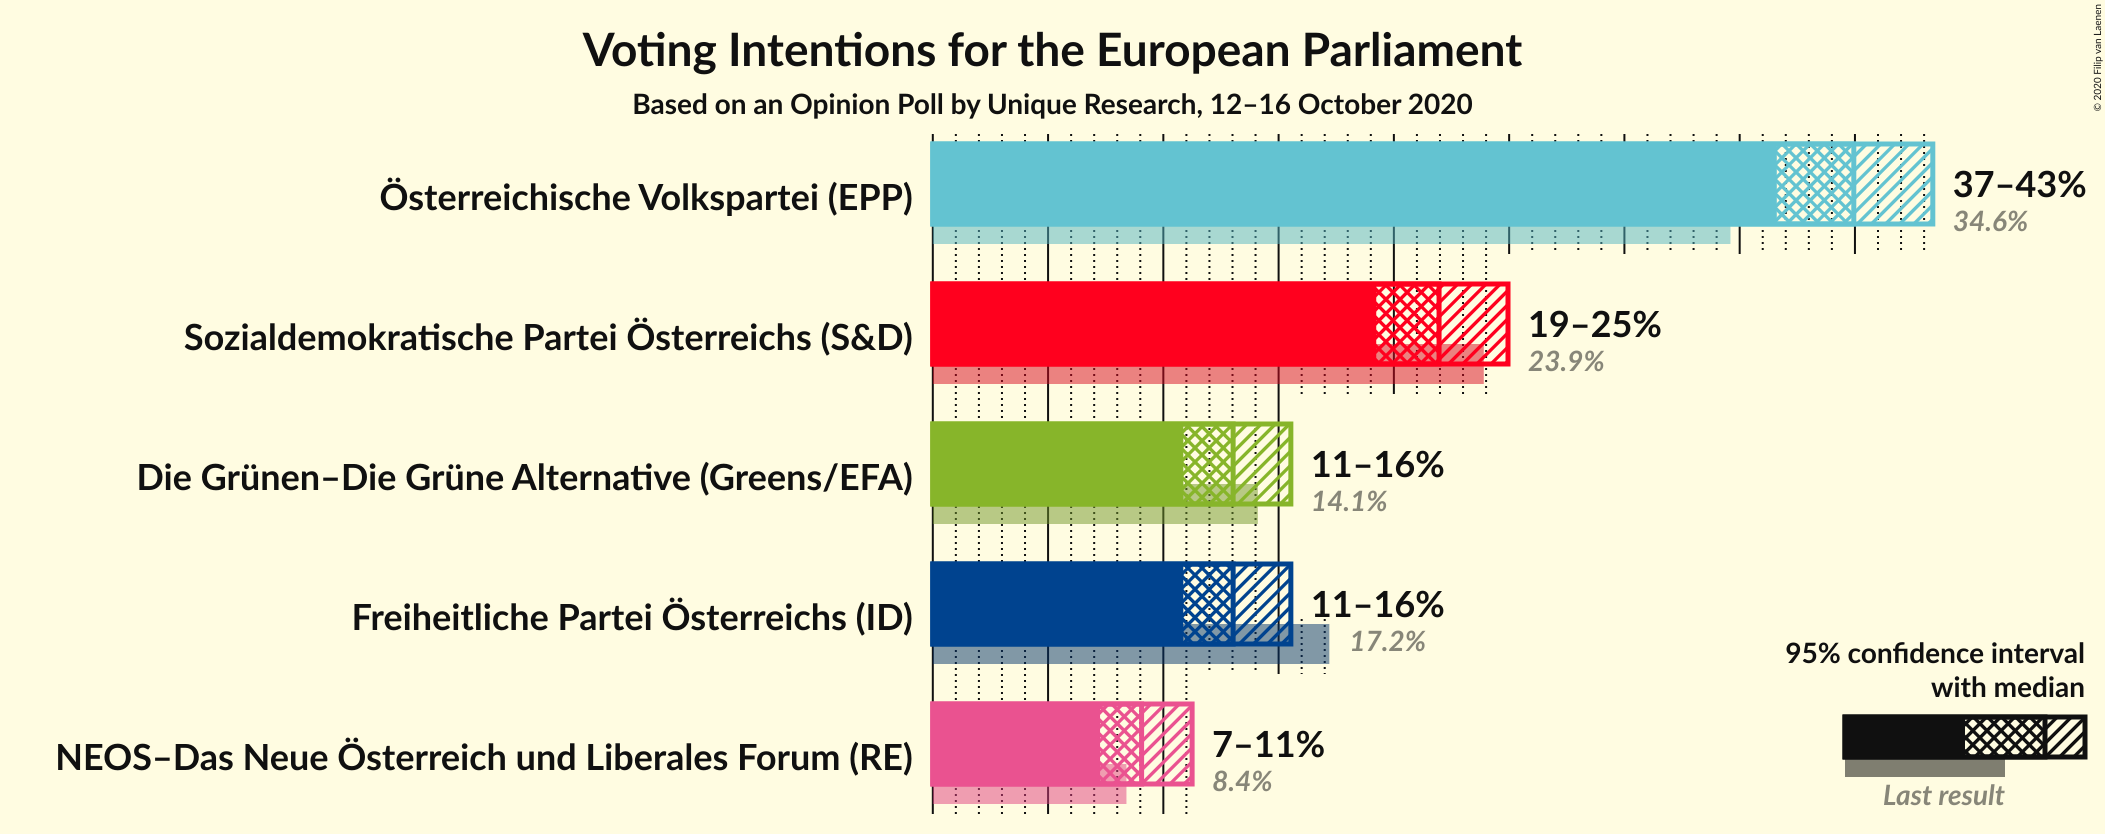 Voting Intentions for the European Parliament
Based on an Opinion Poll by Unique Research, 12–16 October 2020
© 2020 Filip van Laenen
Österreichische Volkspartei (EPP)
37–43%
34.6%
Sozialdemokratische Partei Österreichs (S&D)
19–25%
23.9%
Die Grünen–Die Grüne Alternative (Greens/EFA)
11–16%
14.1%
Freiheitliche Partei Österreichs (ID)
11–16%
17.2%
NEOS–Das Neue Österreich und Liberales Forum (RE)
7–11%
8.4%
95% confidence interval
with median
Last result